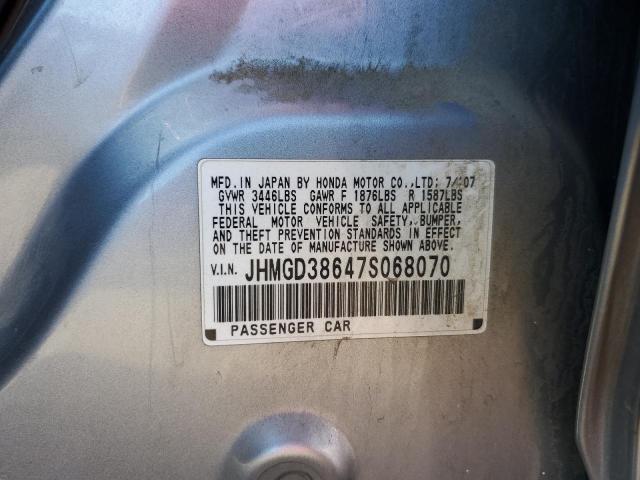 MFD. IN JAPAN BY HONDA MOTOR CO., LTD: 7/07
GVWR 3446LBS GAWR F 1876LBS R 1587LBS
THIS VEHICLE CONFORMS TO ALL APPLICABLE
FEDERAL MOTOR VEHICLE SAFETY, BUMPER,
AND THEFT PREVENTION STANDARDS IN EFFECT
ON THE DATE OF MANUFACTURE SHOWN ABOVE.
V.I.N. JHMGD38647S068070
PASSENGER CAR